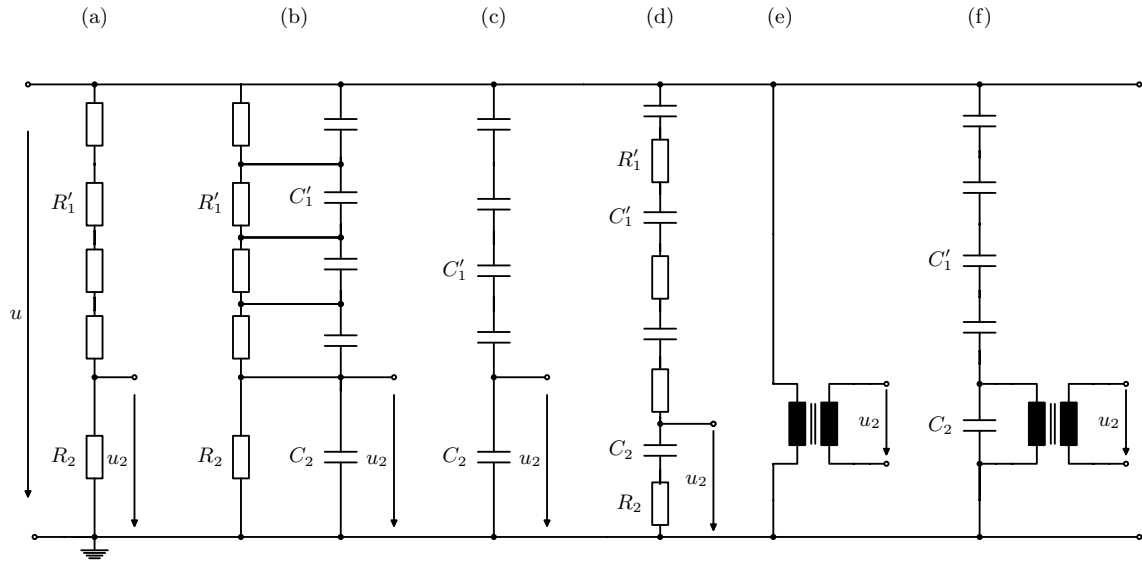 (a) (b) (c) (d) (e) (f)
R′₁
R′₁ C′₁
R′₁
C′₁
C′₁
C′₁
u
R₂ u₂
R₂ C₂ u₂
C₂ u₂
C₂
R₂ u₂
u₂
C₂ u₂